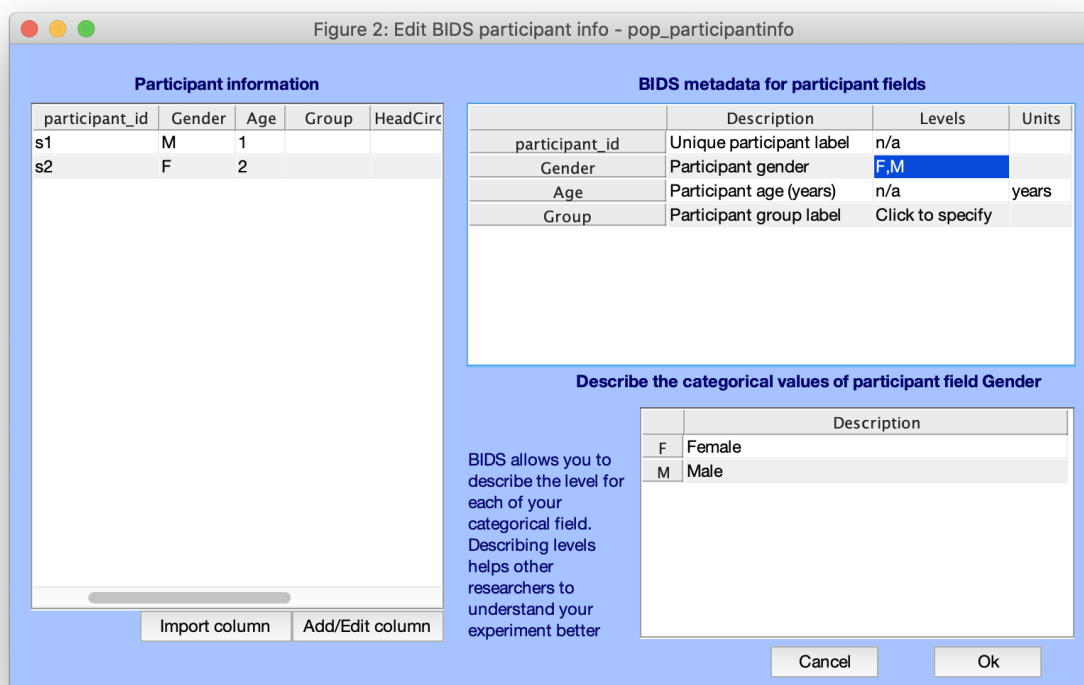 Figure 2: Edit BIDS participant info - pop_participantinfo
Participant information
participant_id Gender Age Group HeadCirc
s1 M 1
s2 F 2
Import column Add/Edit column
BIDS metadata for participant fields
Description Levels Units
participant_id Unique participant label n/a
Gender Participant gender F,M
Age Participant age (years) n/a years
Group Participant group label Click to specify
Describe the categorical values of participant field Gender
BIDS allows you to
describe the level for
each of your
categorical field.
Describing levels
helps other
researchers to
understand your
experiment better
Description
F Female
M Male
Cancel Ok